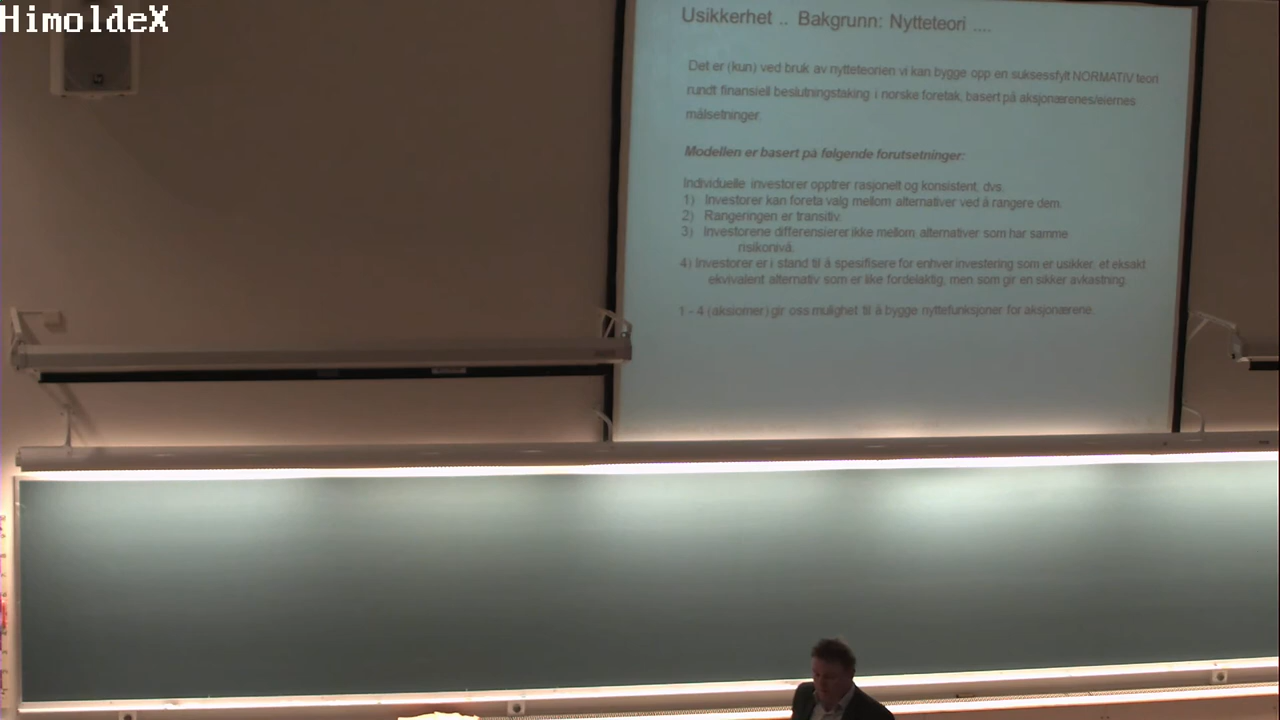 HimoldeX
Usikkerhet .. Bakgrunn: Nytteteori ....
Det er (kun) ved bruk av nytteteorien vi kan bygge opp en suksessfylt NORMATIV teori
rundt finansiell beslutningstaking i norske foretak, basert på aksjonærenes/eiernes
målsetninger.
Modellen er basert på følgende forutsetninger:
Individuelle investorer opptrer rasjonelt og konsistent, dvs.
1) Investorer kan foreta valg mellom alternativer ved å rangere dem.
2) Rangeringen er transitiv.
3) Investorene differensierer ikke mellom alternativer som har samme
risikonivå.
4) Investorer er i stand til å spesifisere for enhver investering som er usikker, et eksakt
ekvivalent alternativ som er like fordelaktig, men som gir en sikker avkastning.
1 - 4 (aksiomer) gir oss mulighet til å bygge nyttefunksjoner for aksjonærene.